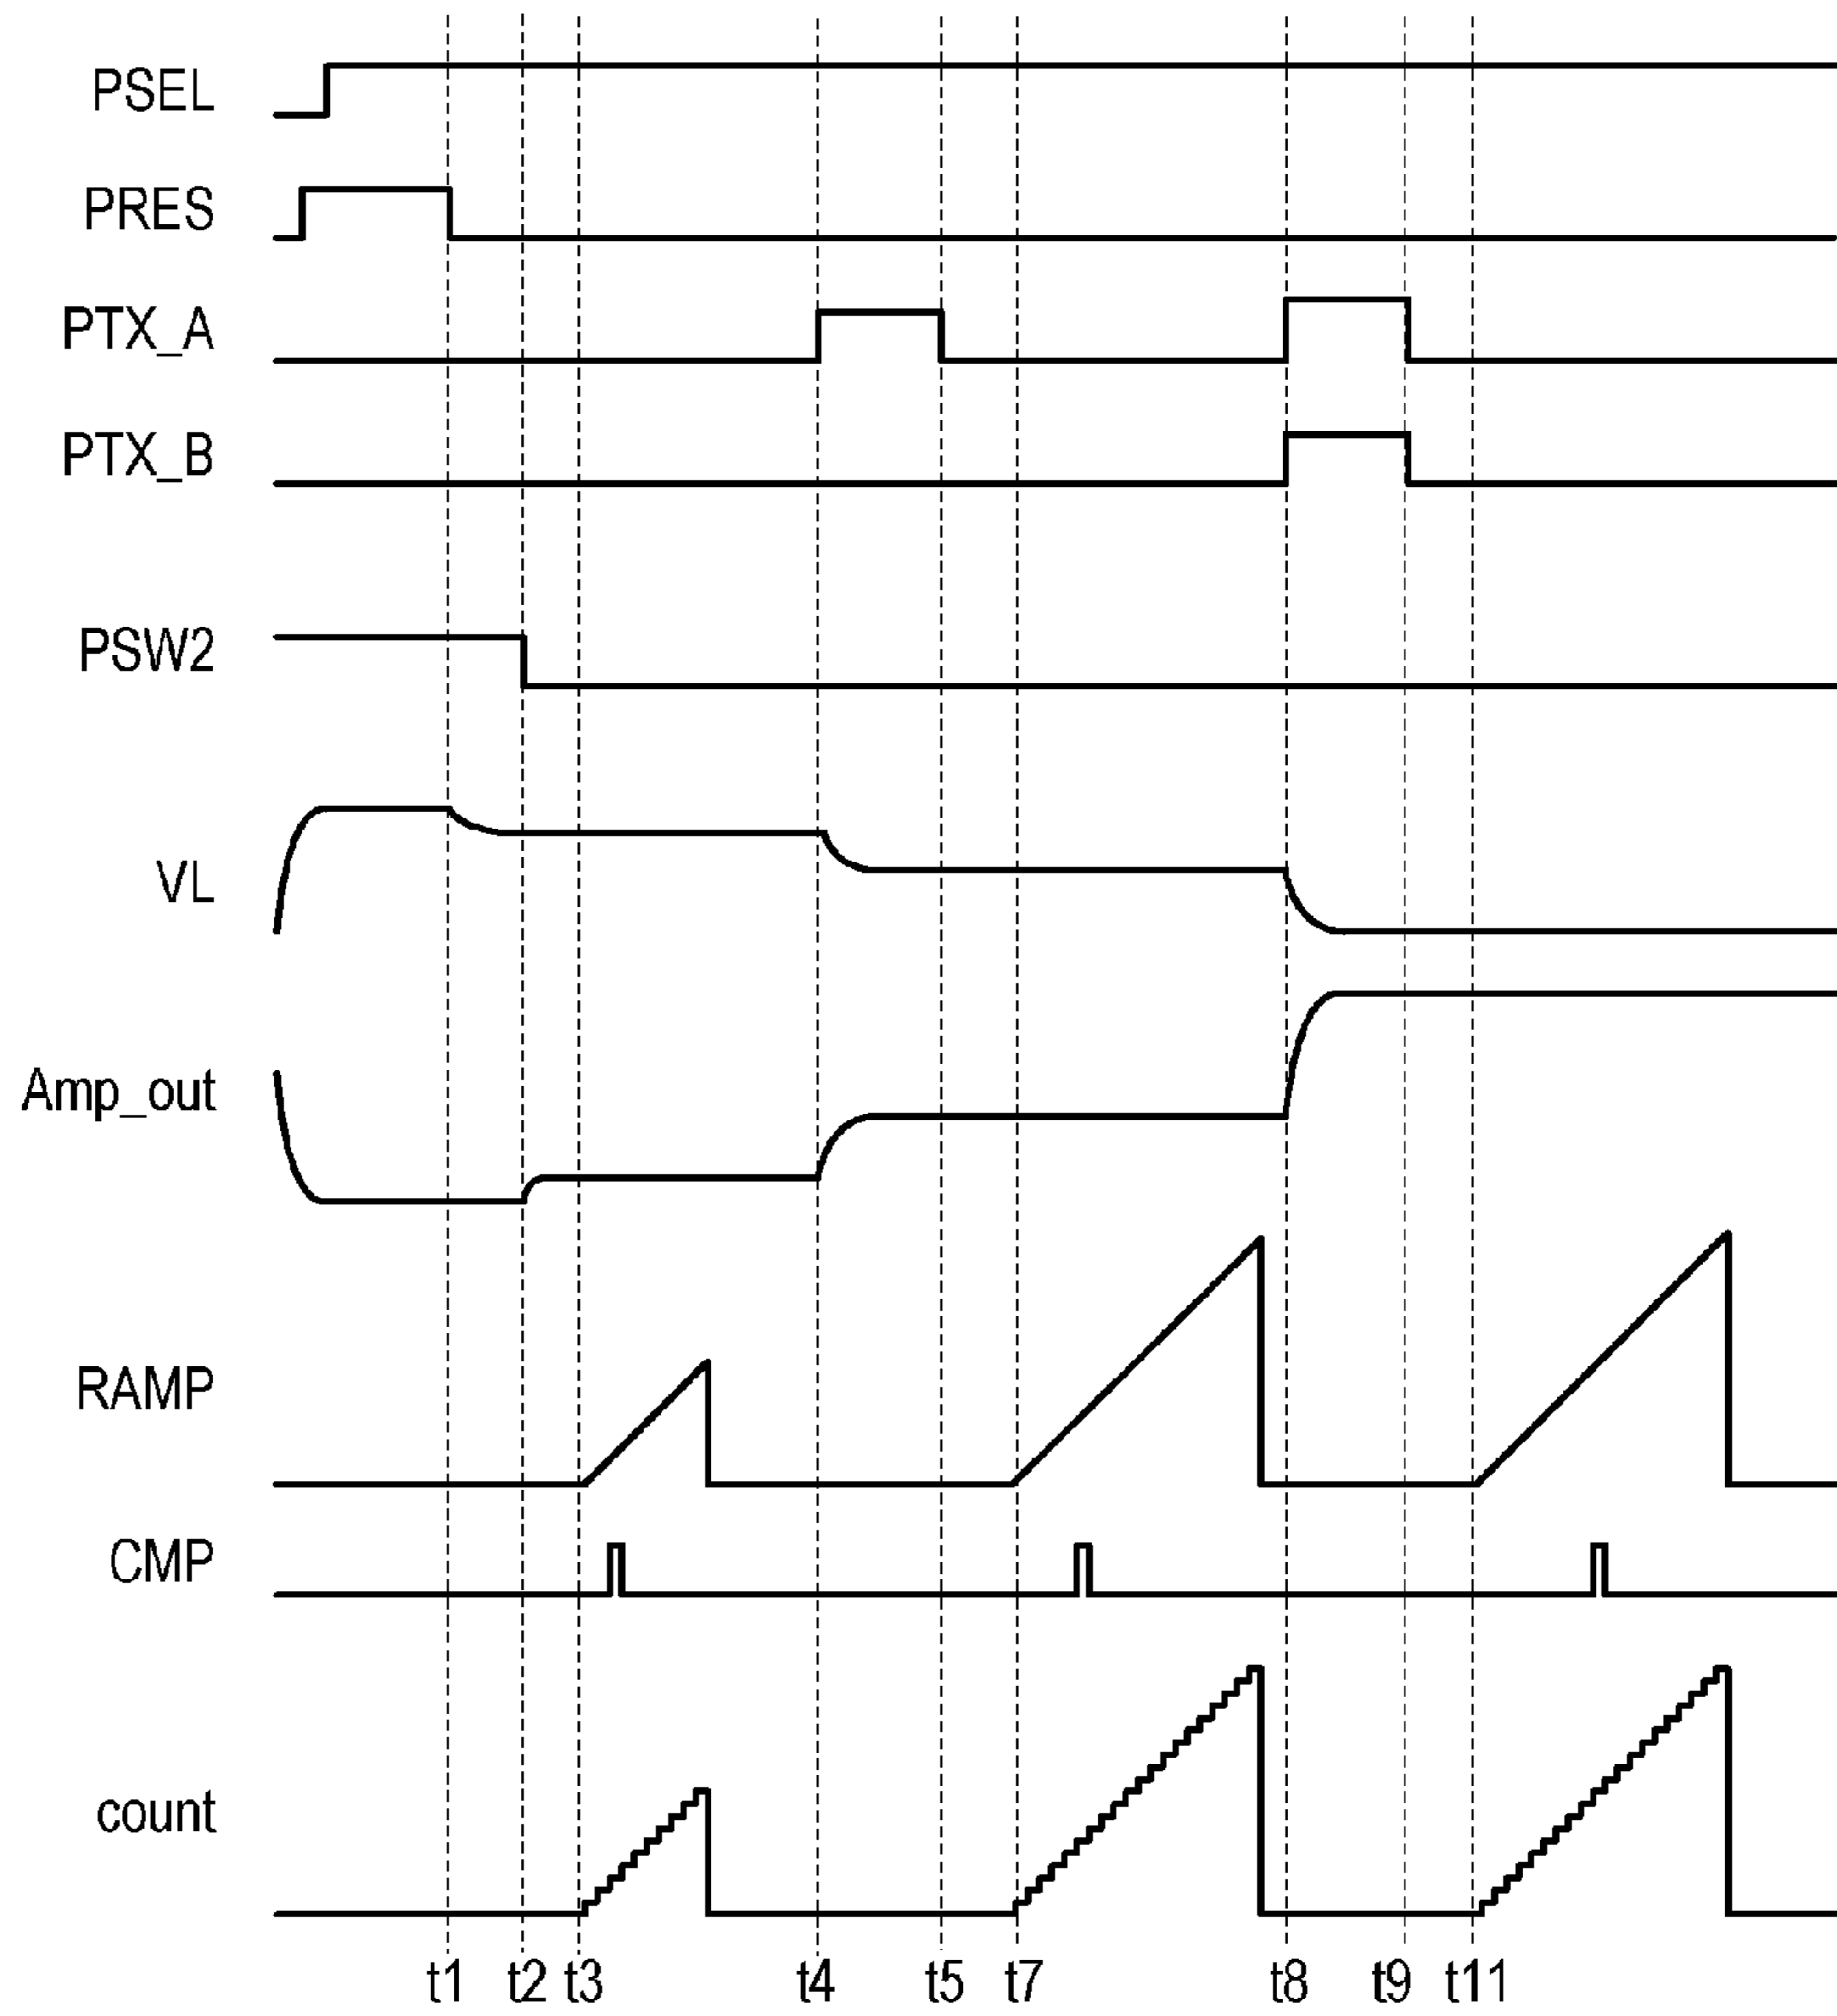 PSEL
PRES
PTX_A
PTX_B
PSW2
VL
Amp_out
RAMP
CMP
count
t1 t2 t3 t4 t5 t7 t8 t9 t11